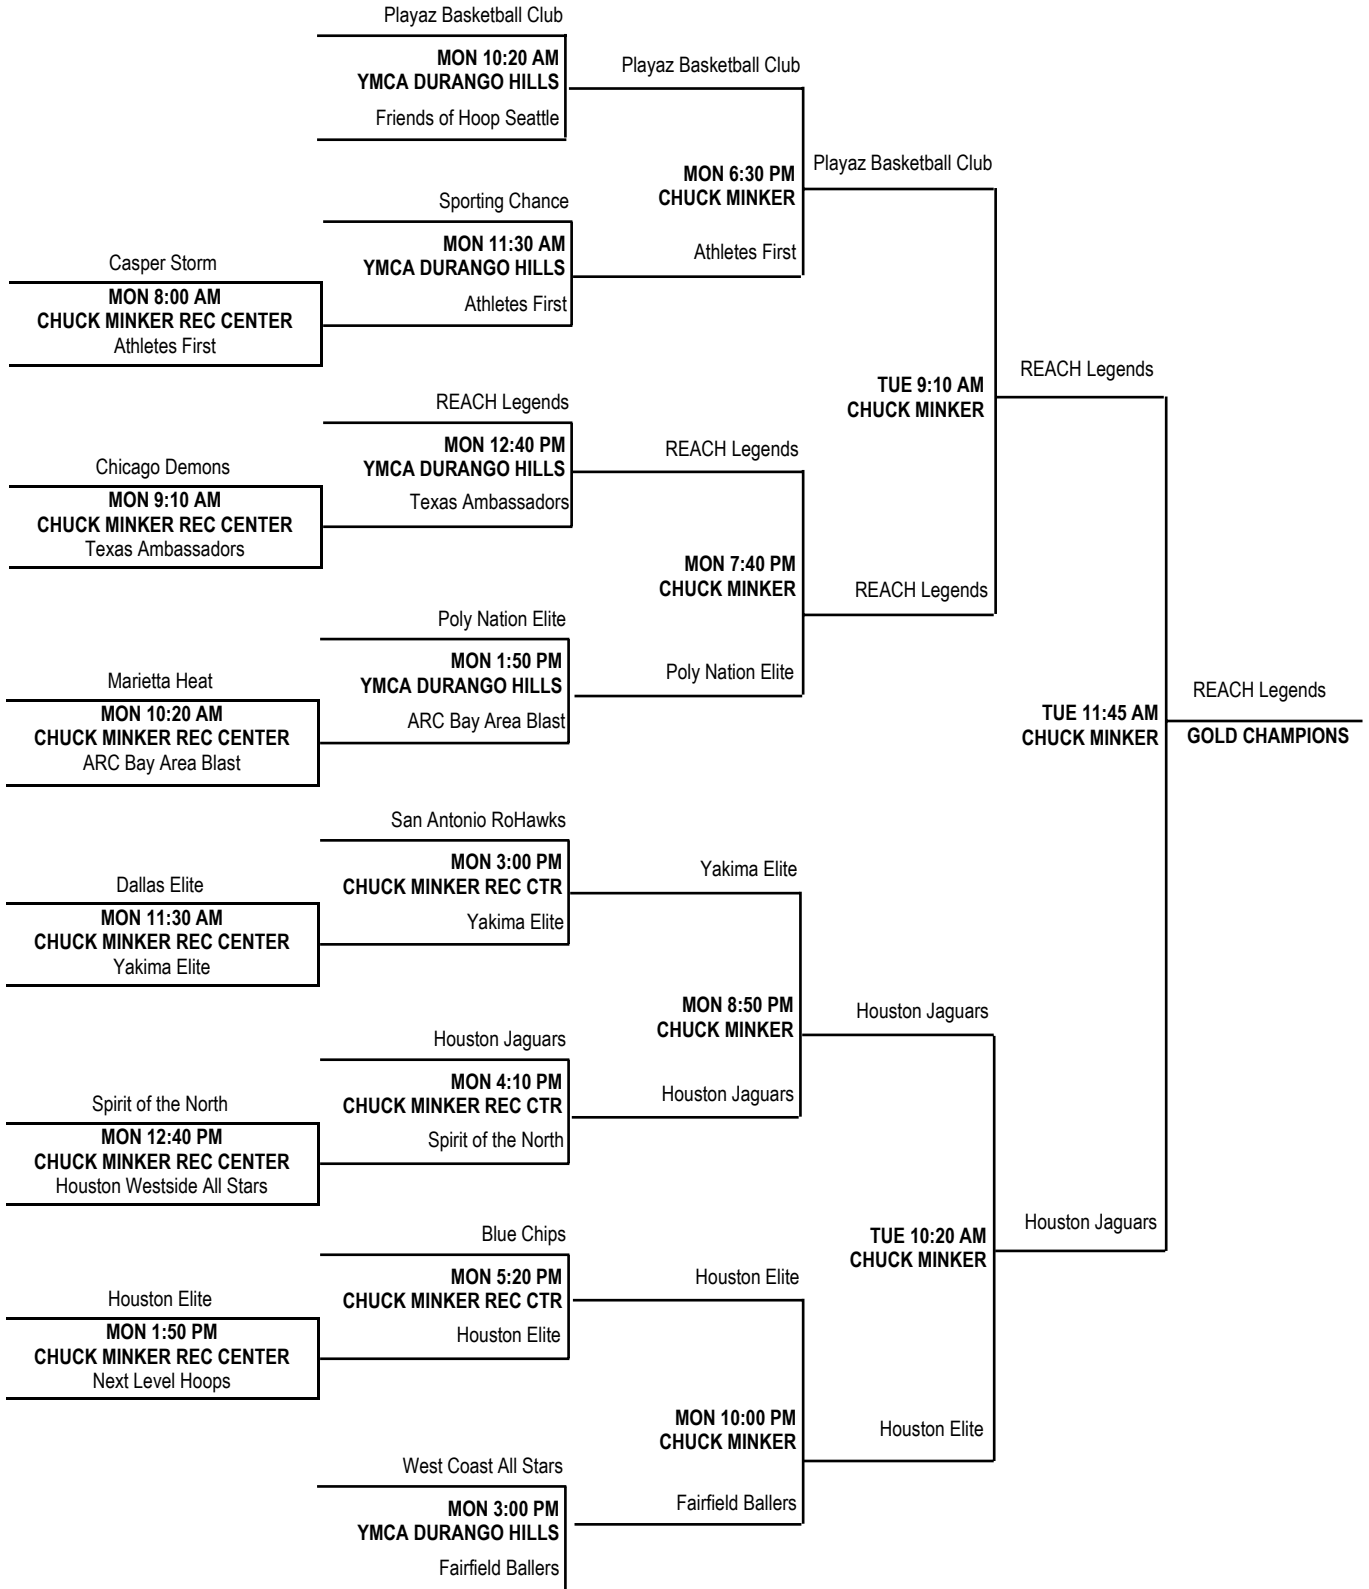 Playaz Basketball Club
MON 10:20 AM
YMCA DURANGO HILLS
Friends of Hoop Seattle
Playaz Basketball Club
MON 6:30 PM
CHUCK MINKER
Playaz Basketball Club
Sporting Chance
MON 11:30 AM
YMCA DURANGO HILLS
Athletes First
Athletes First
Casper Storm
MON 8:00 AM
CHUCK MINKER REC CENTER
Athletes First
TUE 9:10 AM
CHUCK MINKER
REACH Legends
REACH Legends
MON 12:40 PM
YMCA DURANGO HILLS
Texas Ambassadors
REACH Legends
Chicago Demons
MON 9:10 AM
CHUCK MINKER REC CENTER
Texas Ambassadors
MON 7:40 PM
CHUCK MINKER
REACH Legends
Poly Nation Elite
MON 1:50 PM
YMCA DURANGO HILLS
ARC Bay Area Blast
Poly Nation Elite
Marietta Heat
MON 10:20 AM
CHUCK MINKER REC CENTER
ARC Bay Area Blast
TUE 11:45 AM
CHUCK MINKER
REACH Legends
GOLD CHAMPIONS
San Antonio RoHawks
MON 3:00 PM
CHUCK MINKER REC CTR
Yakima Elite
Yakima Elite
Dallas Elite
MON 11:30 AM
CHUCK MINKER REC CENTER
Yakima Elite
MON 8:50 PM
CHUCK MINKER
Houston Jaguars
Houston Jaguars
MON 4:10 PM
CHUCK MINKER REC CTR
Spirit of the North
Houston Jaguars
Spirit of the North
MON 12:40 PM
CHUCK MINKER REC CENTER
Houston Westside All Stars
TUE 10:20 AM
CHUCK MINKER
Houston Jaguars
Blue Chips
MON 5:20 PM
CHUCK MINKER REC CTR
Houston Elite
Houston Elite
Houston Elite
MON 1:50 PM
CHUCK MINKER REC CENTER
Next Level Hoops
MON 10:00 PM
CHUCK MINKER
Houston Elite
West Coast All Stars
MON 3:00 PM
YMCA DURANGO HILLS
Fairfield Ballers
Fairfield Ballers